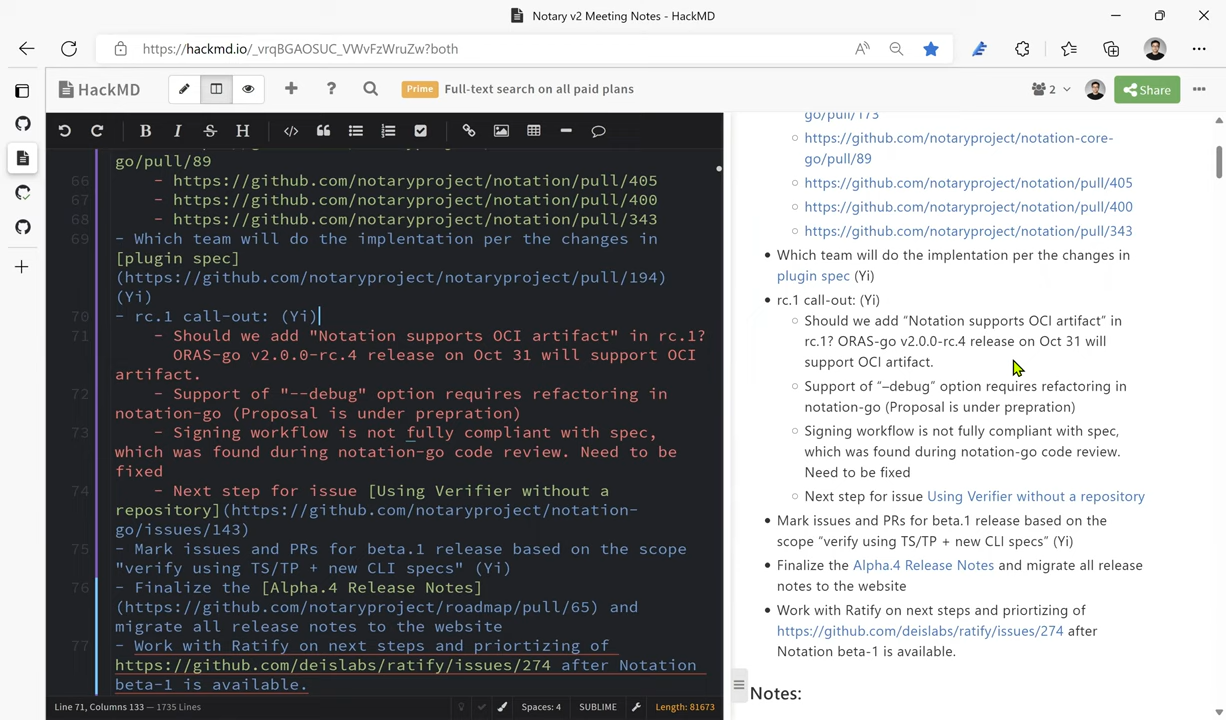 Notary v2 Meeting Notes - HackMD
https://hackmd.io/_vrqBGAOSUC_VWvFzWruZw?both
HackMD
Prime Full-text search on all paid plans
2
Share
go/pull/89
66 - https://github.com/notaryproject/notation/pull/405
67 - https://github.com/notaryproject/notation/pull/400
68 - https://github.com/notaryproject/notation/pull/343
69 - Which team will do the implentation per the changes in
[plugin spec]
(https://github.com/notaryproject/notaryproject/pull/194)
(Yi)
70 - rc.1 call-out: (Yi)
71 - Should we add "Notation supports OCI artifact" in rc.1?
ORAS-go v2.0.0-rc.4 release on Oct 31 will support OCI
artifact.
72 - Support of "--debug" option requires refactoring in
notation-go (Proposal is under prepration)
73 - Signing workflow is not fully compliant with spec,
which was found during notation-go code review. Need to be
fixed
74 - Next step for issue [Using Verifier without a
repository](https://github.com/notaryproject/notation-
go/issues/143)
75 - Mark issues and PRs for beta.1 release based on the scope
"verify using TS/TP + new CLI specs" (Yi)
76 - Finalize the [Alpha.4 Release Notes]
(https://github.com/notaryproject/roadmap/pull/65) and
migrate all release notes to the website
77 - Work with Ratify on next steps and priortizing of
https://github.com/deislabs/ratify/issues/274 after Notation
beta-1 is available.
Line 71, Columns 133 — 1735 Lines
Spaces: 4
SUBLIME
Length: 81673
go/pull/173
https://github.com/notaryproject/notation-core-
go/pull/89
https://github.com/notaryproject/notation/pull/405
https://github.com/notaryproject/notation/pull/400
https://github.com/notaryproject/notation/pull/343
• Which team will do the implentation per the changes in
plugin spec (Yi)
• rc.1 call-out: (Yi)
Should we add “Notation supports OCI artifact” in
rc.1? ORAS-go v2.0.0-rc.4 release on Oct 31 will
support OCI artifact.
Support of “–debug” option requires refactoring in
notation-go (Proposal is under prepration)
Signing workflow is not fully compliant with spec,
which was found during notation-go code review.
Need to be fixed
Next step for issue Using Verifier without a repository
• Mark issues and PRs for beta.1 release based on the
scope “verify using TS/TP + new CLI specs” (Yi)
• Finalize the Alpha.4 Release Notes and migrate all release
notes to the website
• Work with Ratify on next steps and priortizing of
https://github.com/deislabs/ratify/issues/274 after
Notation beta-1 is available.
Notes: